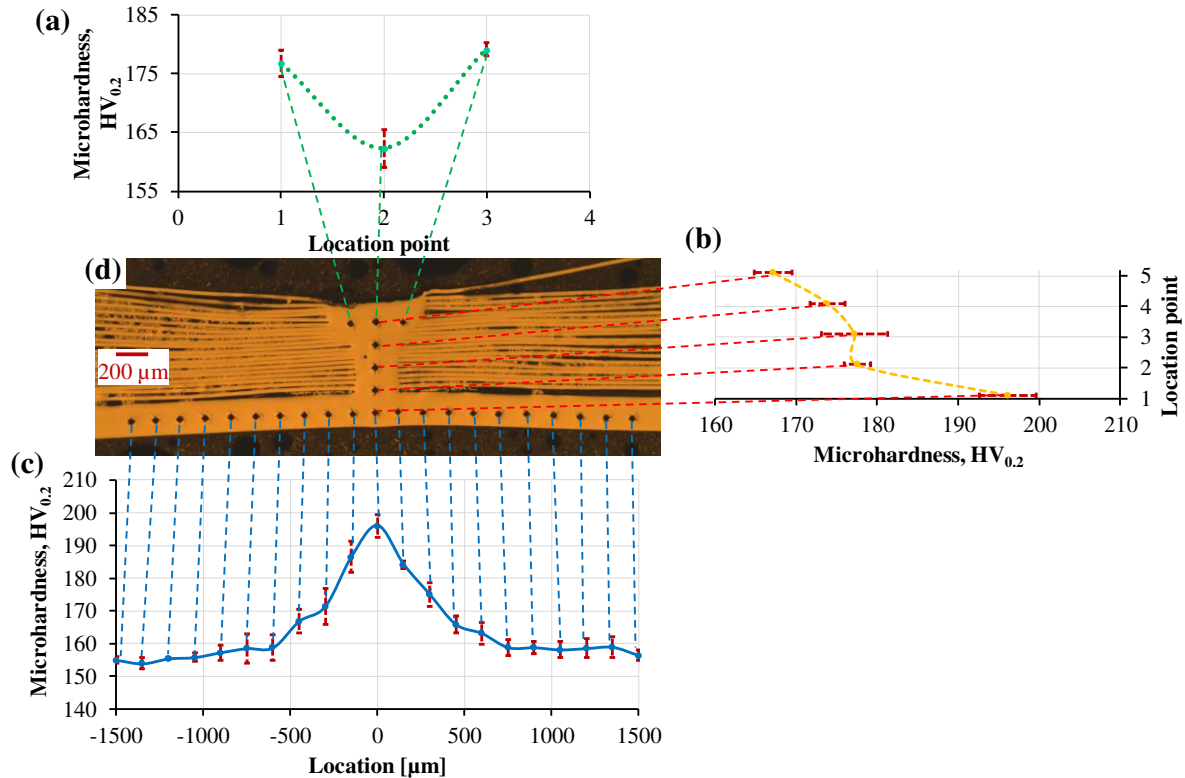 (a)
Microhardness,
HV0.2
185
175
165
155
0 1 2 3 4
Location point
(b)
5
4
3
2
1
Location point
160 170 180 190 200 210
Microhardness, HV0.2
(d)
200 µm
(c)
Microhardness, HV0.2
210
200
190
180
170
160
150
140
-1500 -1000 -500 0 500 1000 1500
Location [µm]